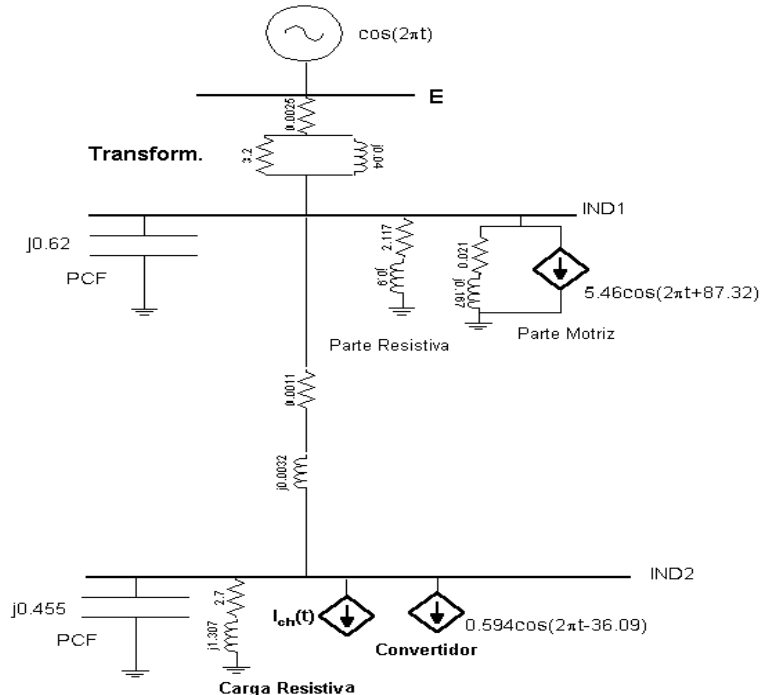 cos(2πt)
E
0.0025
Transform.
3.2
j0.04
IND1
j0.62
PCF
2.117
j0.9
0.021
j0.167
5.46cos(2πt+87.32)
Parte Resistiva
Parte Motriz
0.0011
j0.0032
IND2
j0.455
PCF
2.7
j1.307
Ich(t)
0.594cos(2πt-36.09)
Convertidor
Carga Resistiva